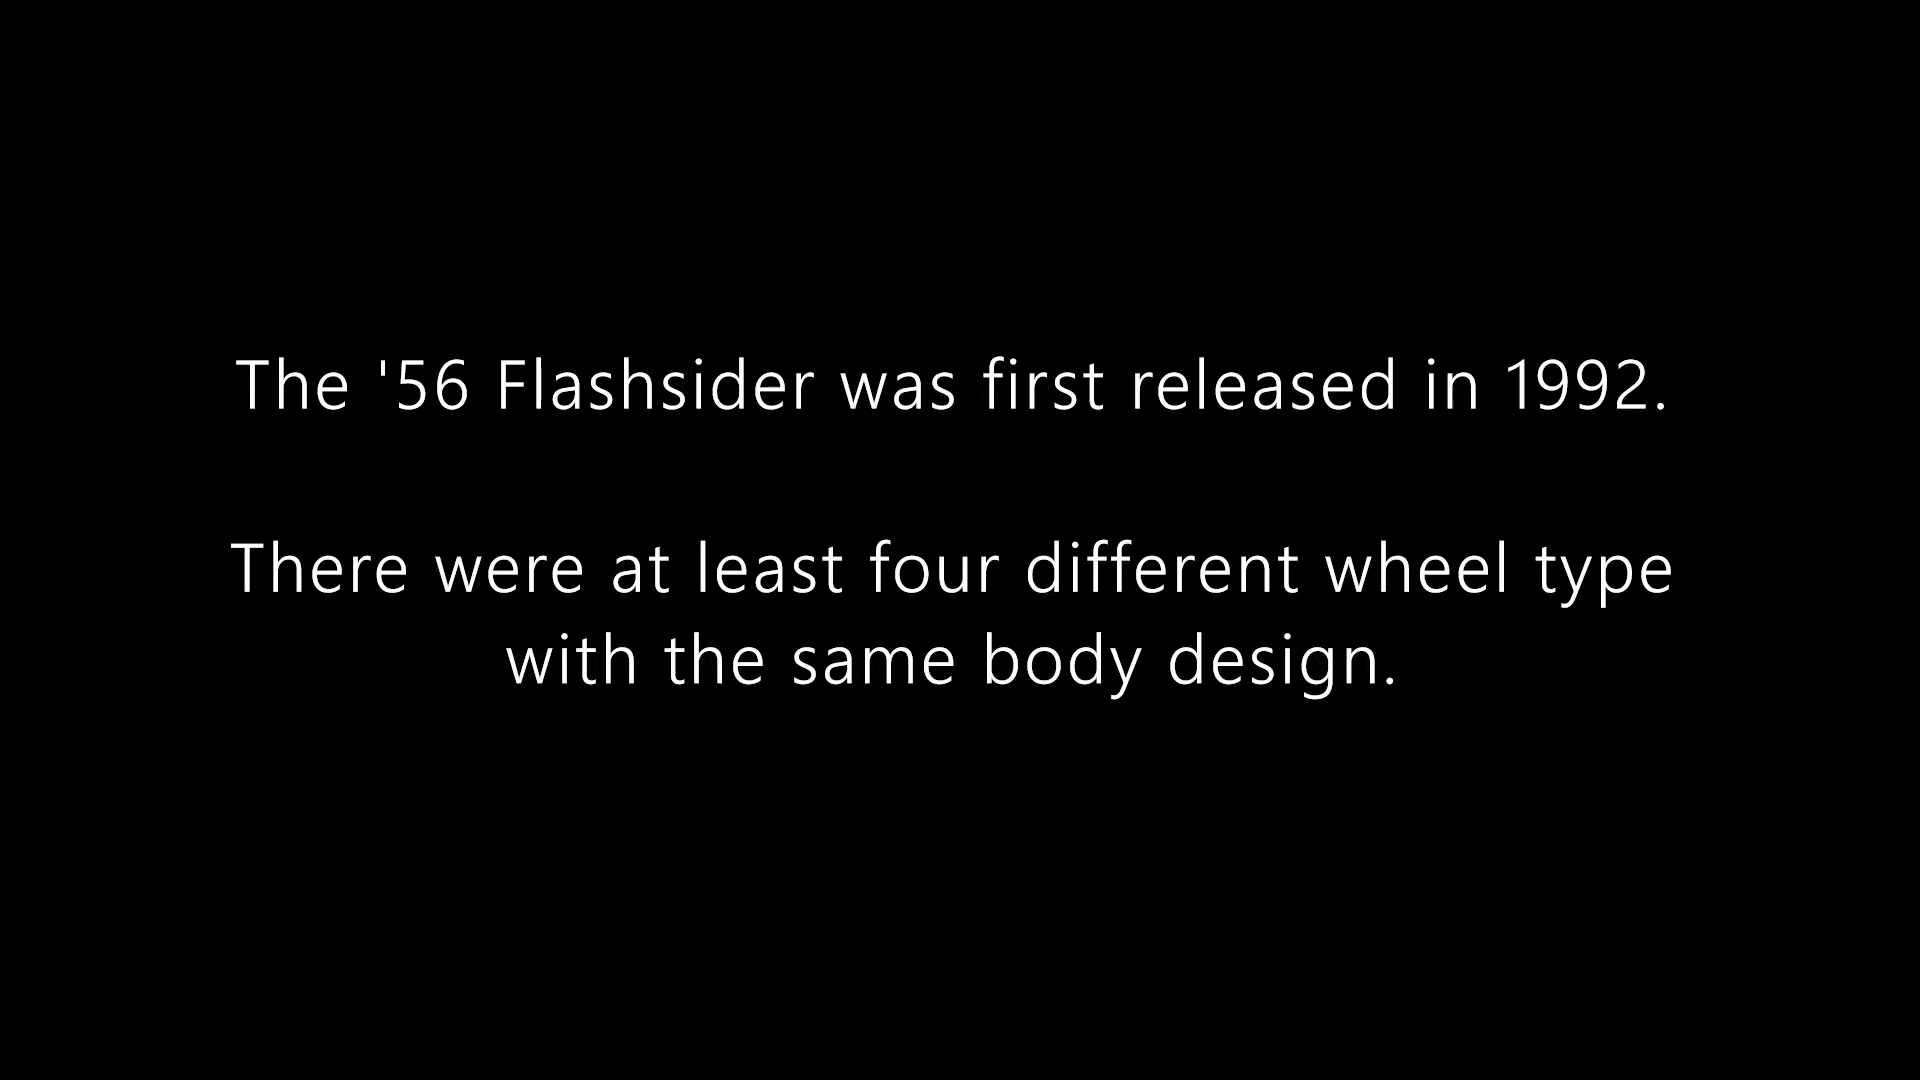 The '56 Flashsider was first released in 1992.
There were at least four different wheel type
with the same body design.